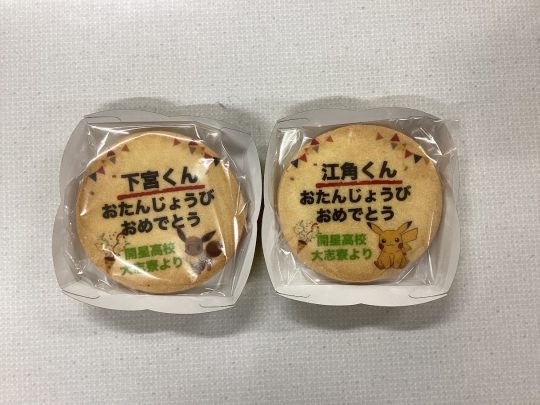 下宮くん
おたんじょうび
おめでとう
開星高校
大志寮より
江角くん
おたんじょうび
おめでとう
開星高校
大志寮より